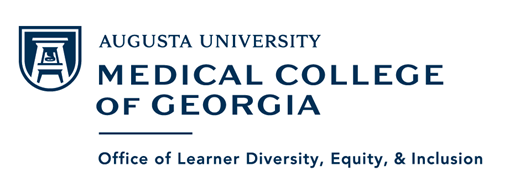 AUGUSTA UNIVERSITY
MEDICAL COLLEGE
OF GEORGIA
Office of Learner Diversity, Equity, & Inclusion